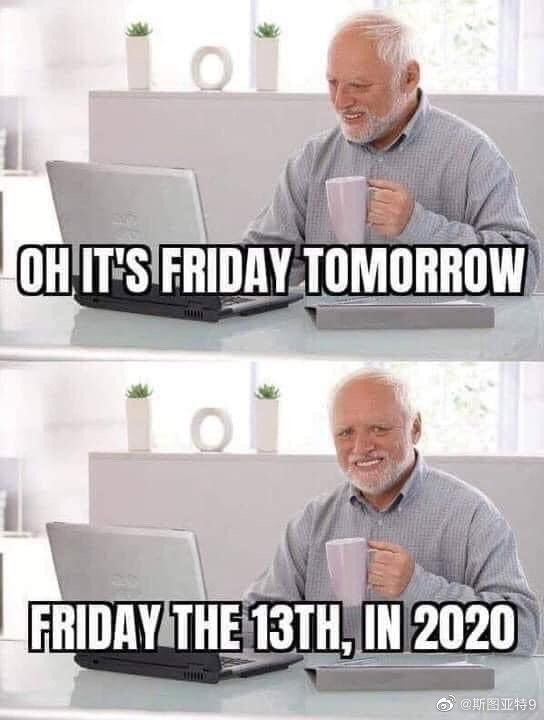 OH IT'S FRIDAY TOMORROW
FRIDAY THE 13TH, IN 2020
@斯图亚特9